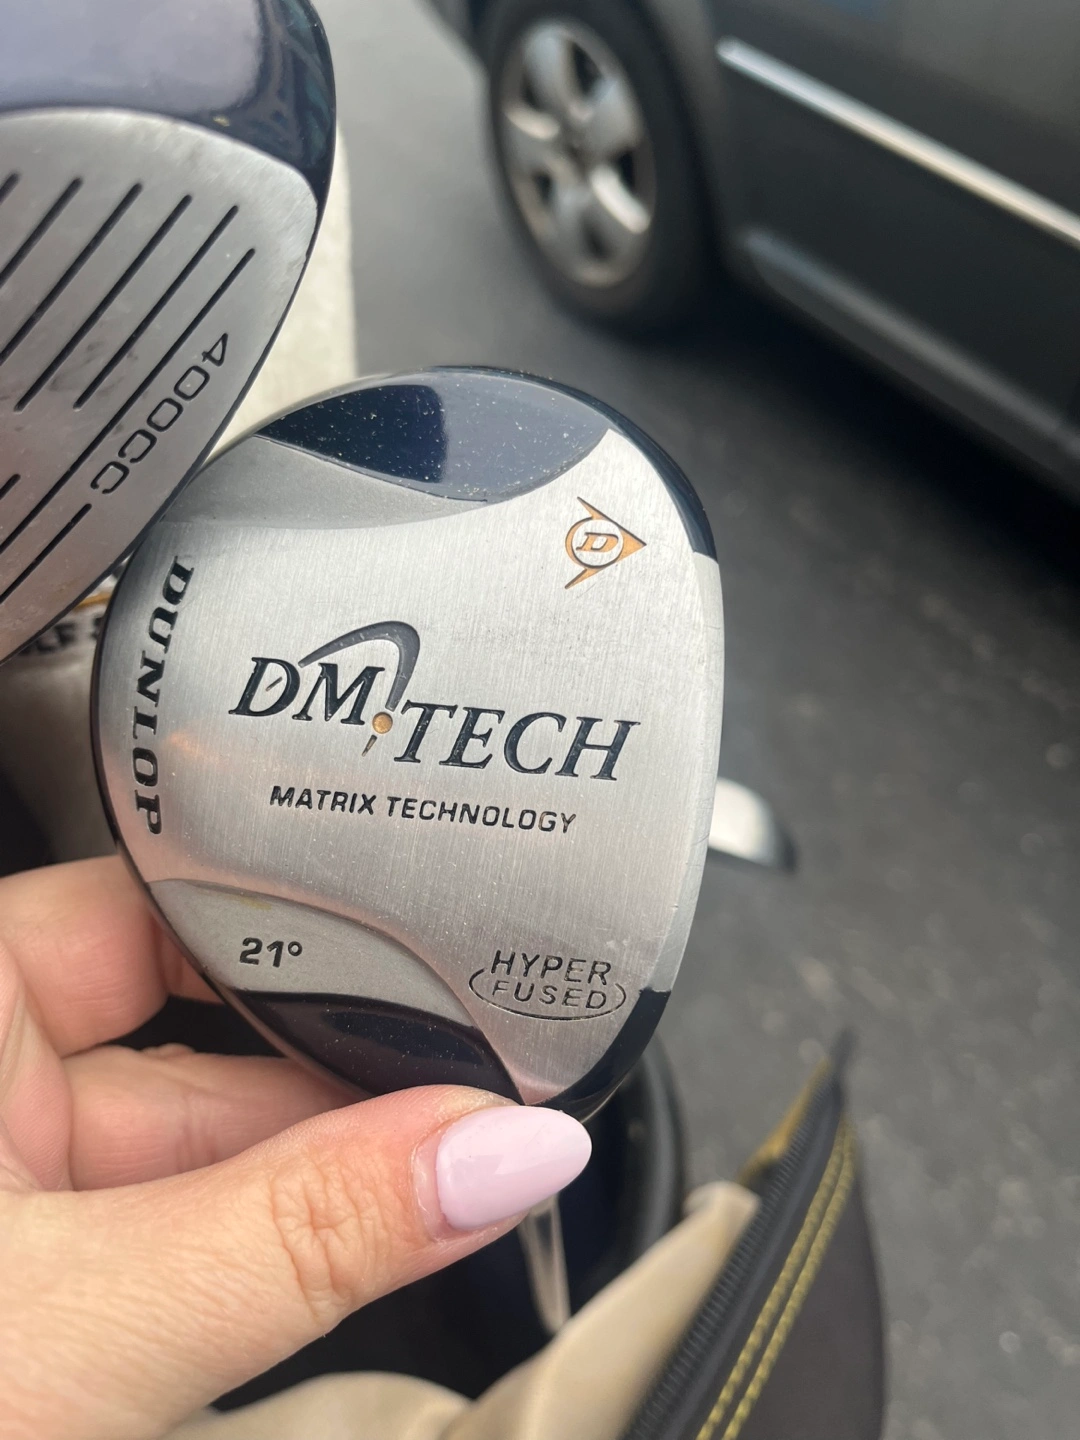 400CC
D
DUNLOP
DM TECH
MATRIX TECHNOLOGY
21°
HYPER
FUSED